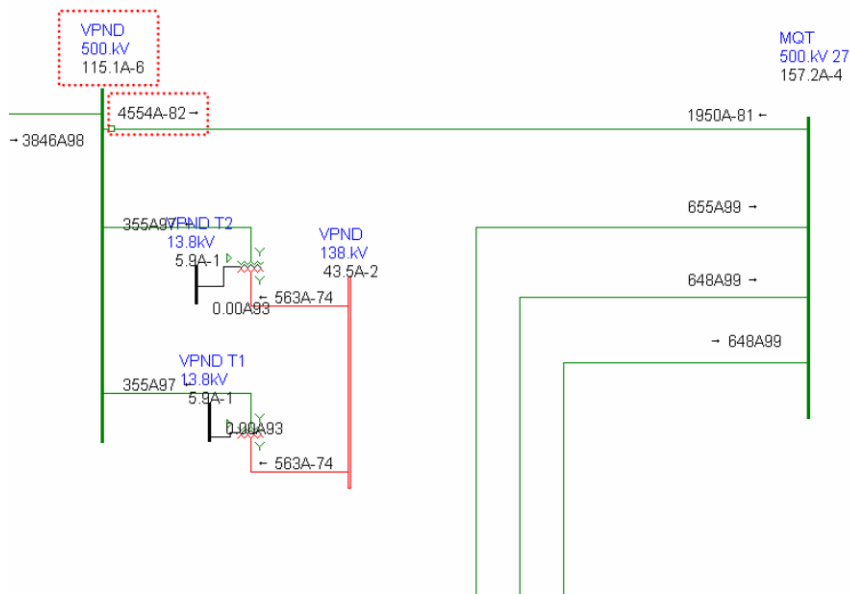 VPND
500.kV
115.1A-6
MQT
500.kV 27
157.2A-4
4554A-82→
1950A-81 ←
→ 3846A98
655A99 →
355A97 ←
VPND T2
13.8kV
5.9A-1
VPND
138.kV
43.5A-2
648A99 →
← 563A-74
0.00A93
→ 648A99
VPND T1
13.8kV
355A97 ←
5.9A-1
0.00A93
← 563A-74